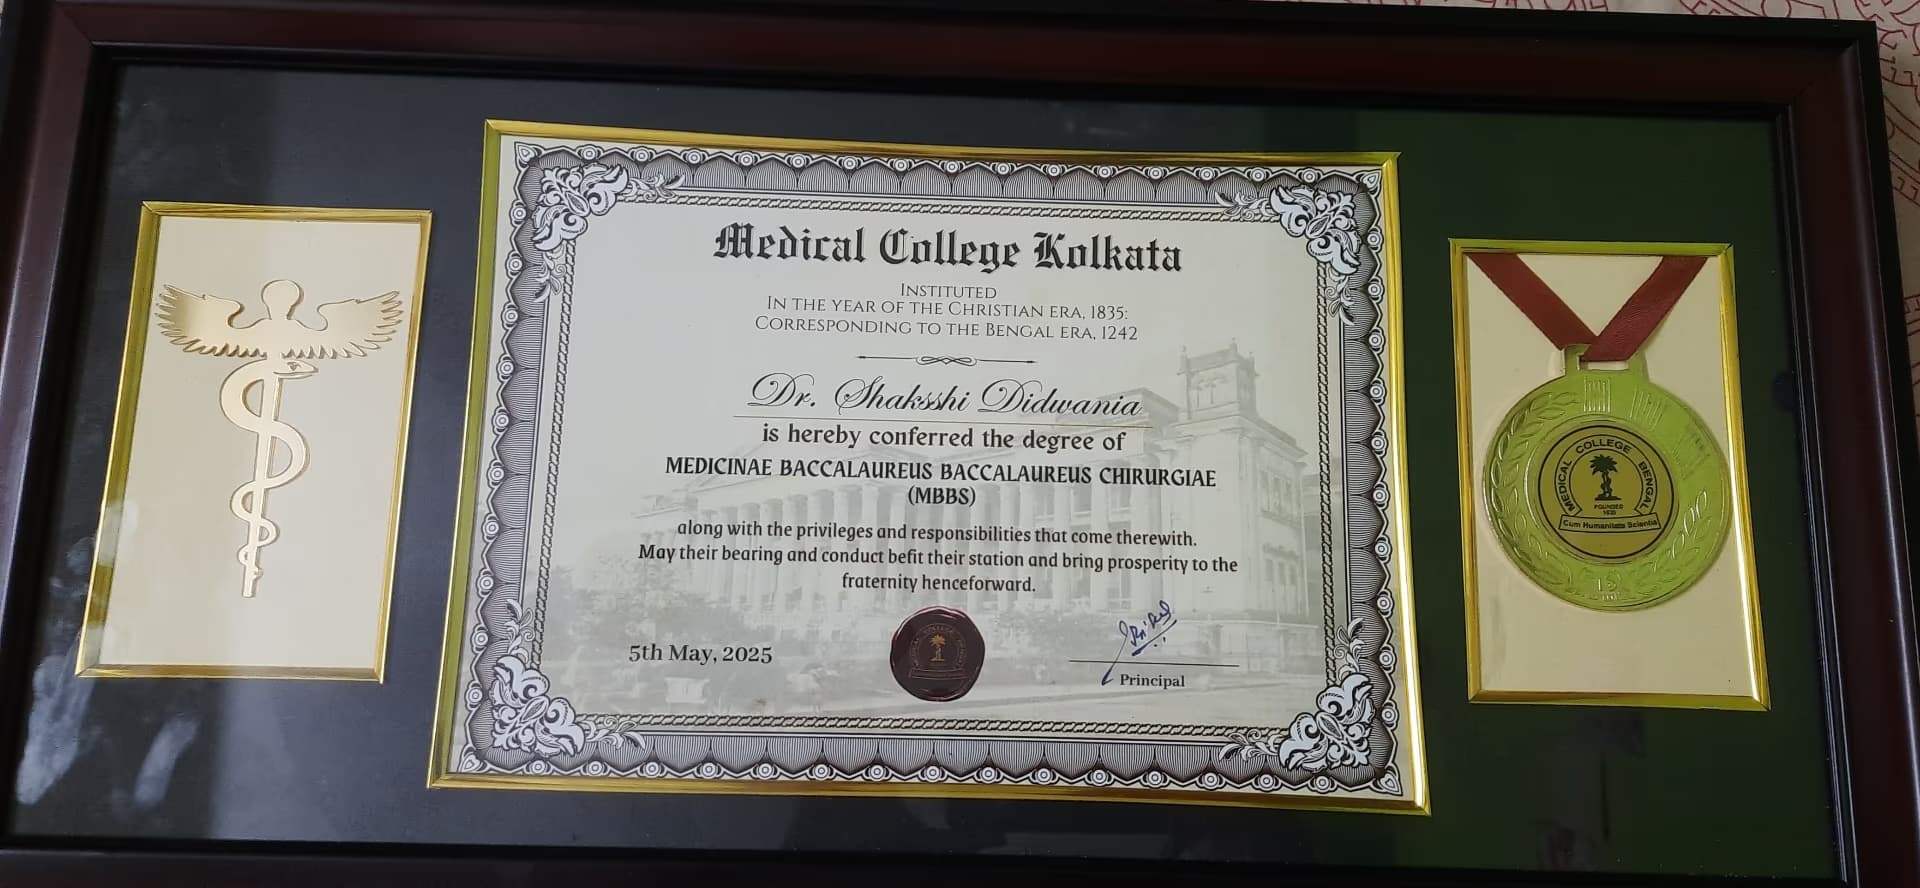 Medical College Kolkata
INSTITUTED
IN THE YEAR OF THE CHRISTIAN ERA, 1835:
CORRESPONDING TO THE BENGAL ERA, 1242
Dr. Shaksshi Didwania
is hereby conferred the degree of
MEDICINAE BACCALAUREUS BACCALAUREUS CHIRURGIAE
(MBBS)
along with the privileges and responsibilities that come therewith.
May their bearing and conduct befit their station and bring prosperity to the
fraternity henceforward.
5th May, 2025
Principal
MEDICAL COLLEGE BENGAL
FOUNDED
1835
Cum Humanitate Scientia